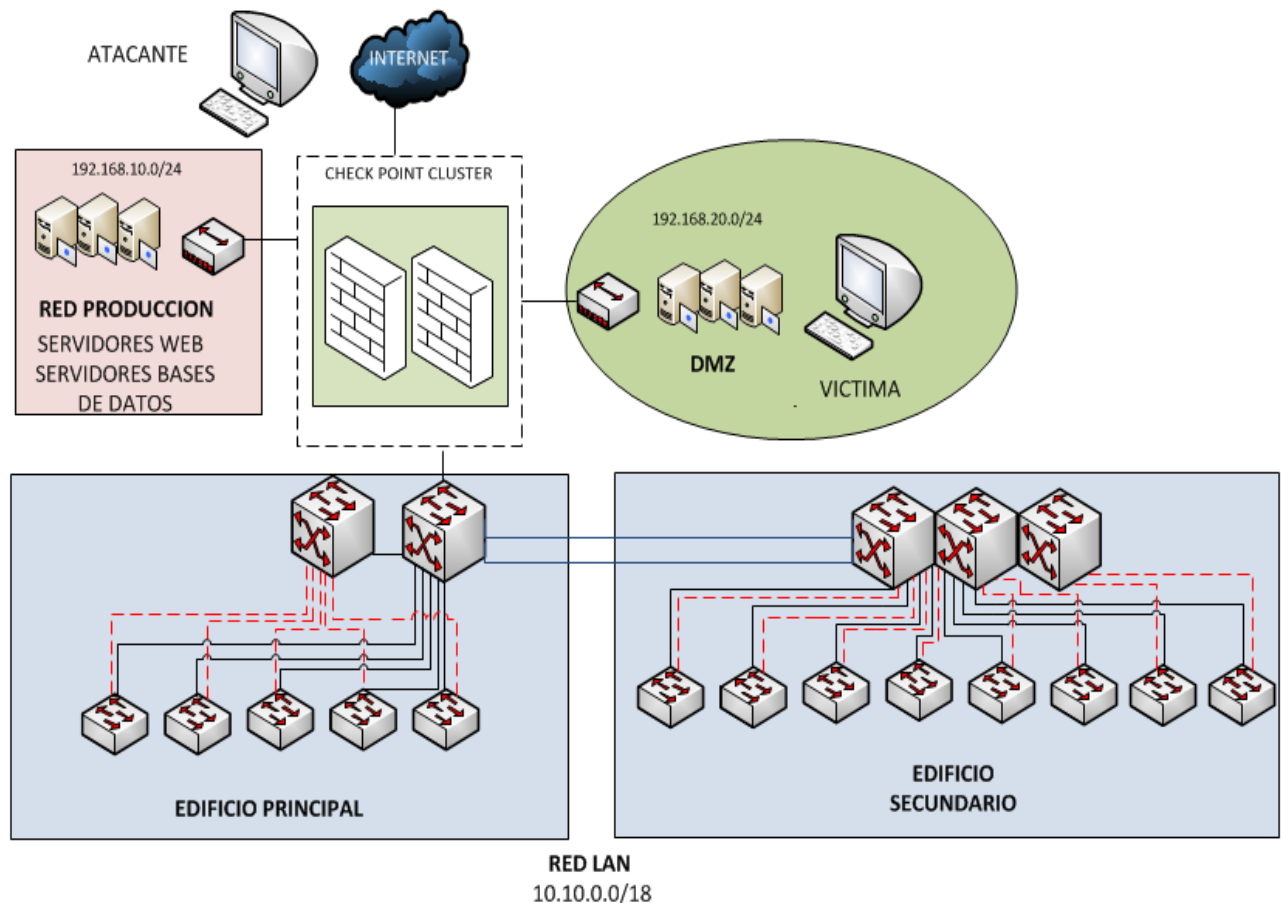 ATACANTE
INTERNET
192.168.10.0/24
RED PRODUCCION
SERVIDORES WEB
SERVIDORES BASES
DE DATOS
CHECK POINT CLUSTER
192.168.20.0/24
DMZ
VICTIMA
EDIFICIO PRINCIPAL
EDIFICIO
SECUNDARIO
RED LAN
10.10.0.0/18